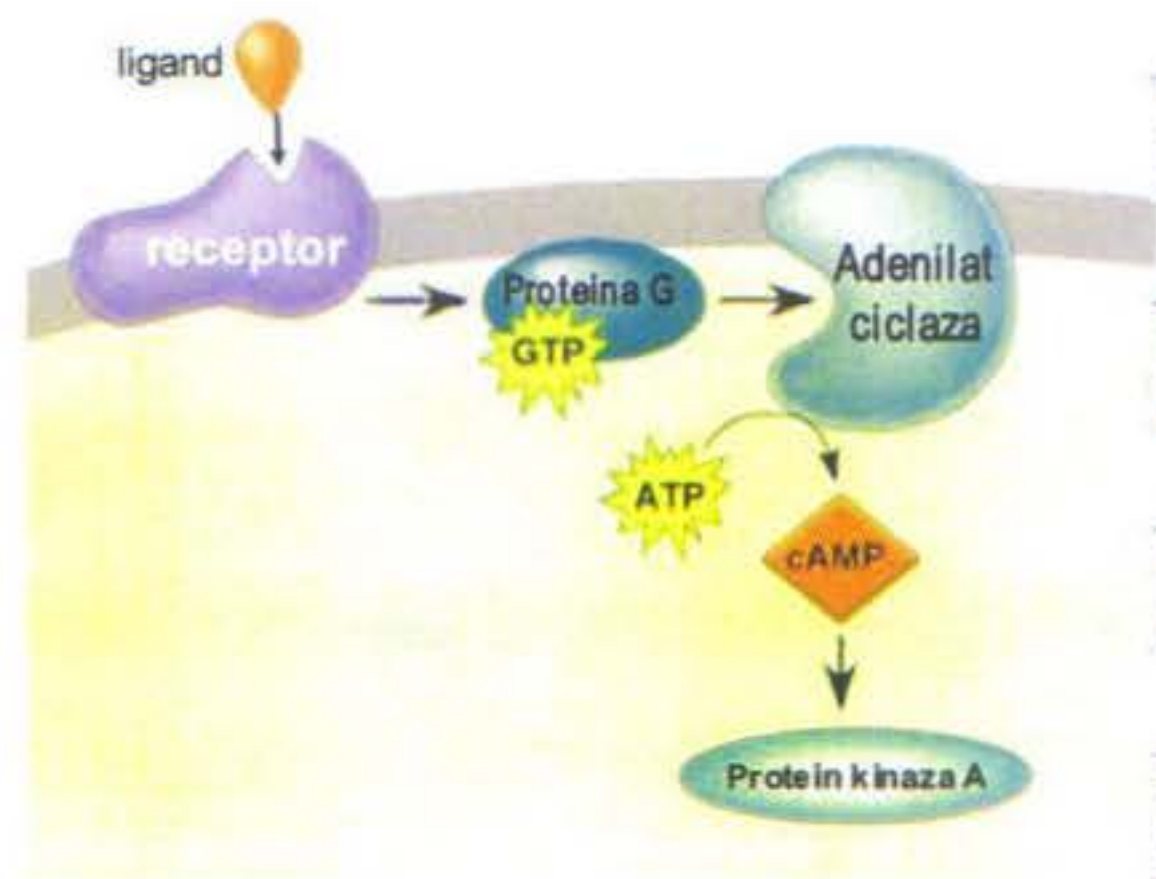 ligand
receptor
Proteina G
GTP
Adenilat
ciclaza
ATP
cAMP
Protein kinaza A